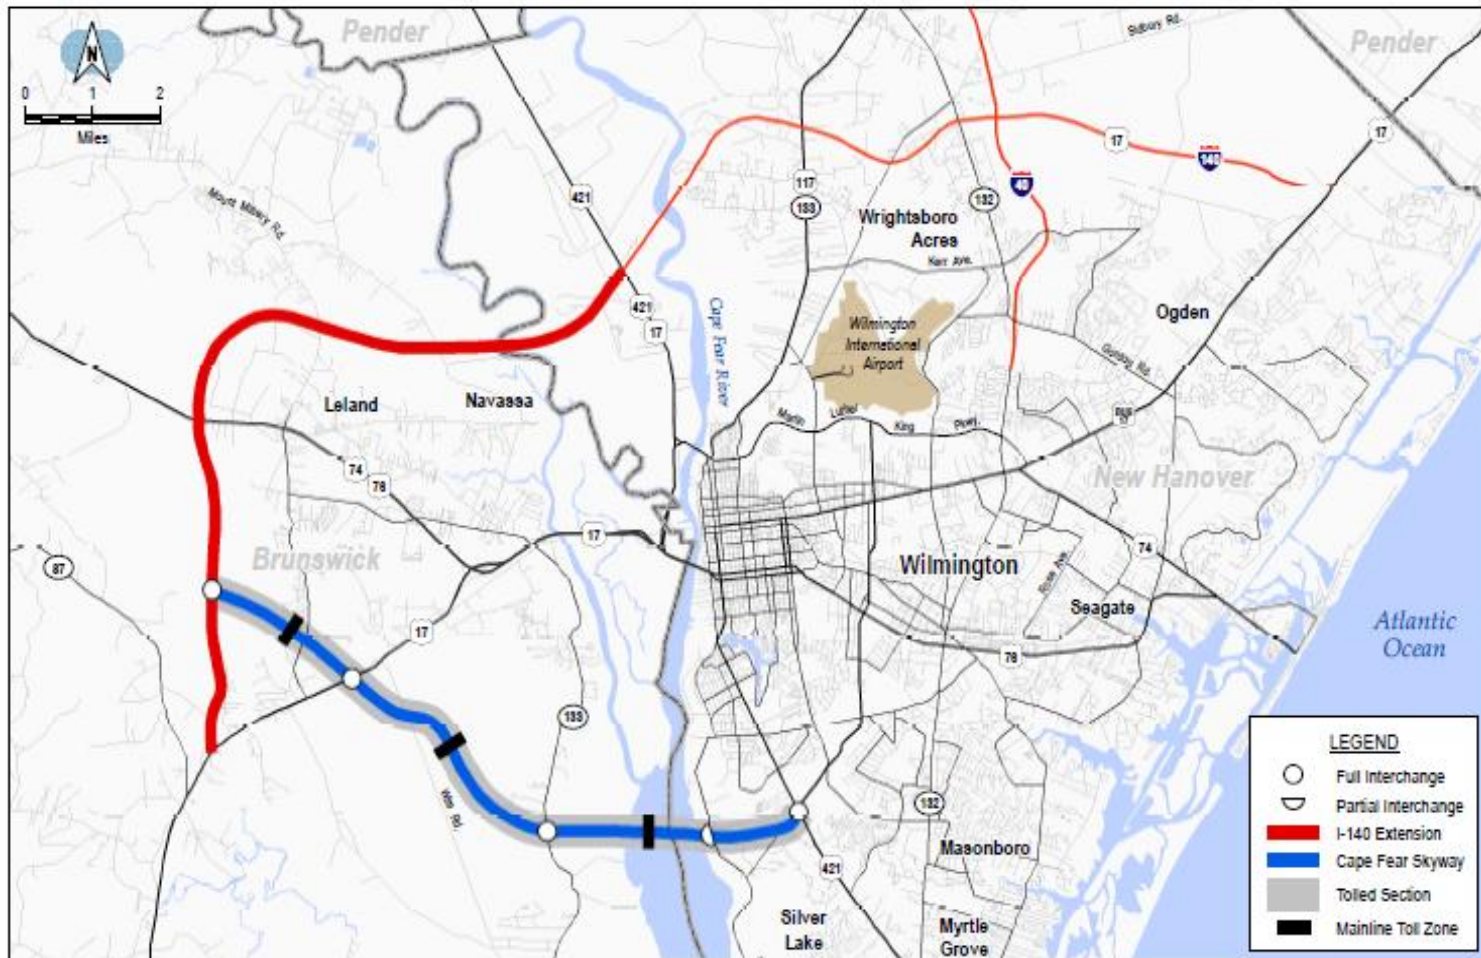 Pender
Pender
Sidbury Rd.
N
0 1 2
Miles
17
17
140
421
117
133
132
40
Mount Misery Rd.
Wrightsboro
Acres
Kerr Ave.
421
17
Cape Fear River
Wilmington
International
Airport
Ogden
Gordon Rd.
Leland
Navassa
Martin Luther King Pkwy.
BUS
17
74
76
New Hanover
17
Brunswick
Wilmington
74
87
Seagate
Atlantic
Ocean
17
76
133
132
Masonboro
421
Silver
Lake
Myrtle
Grove
LEGEND
Full Interchange
Partial Interchange
I-140 Extension
Cape Fear Skyway
Tolled Section
Mainline Toll Zone